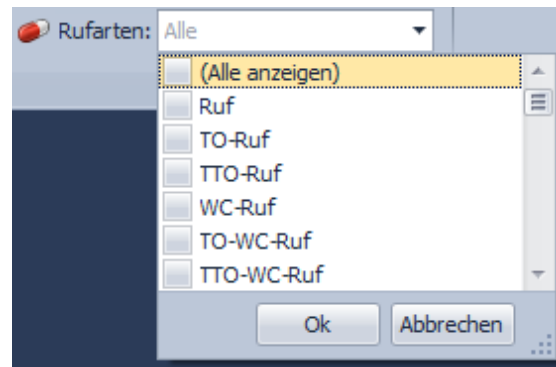 Rufarten: Alle
(Alle anzeigen)
Ruf
TO-Ruf
TTO-Ruf
WC-Ruf
TO-WC-Ruf
TTO-WC-Ruf
Ok Abbrechen